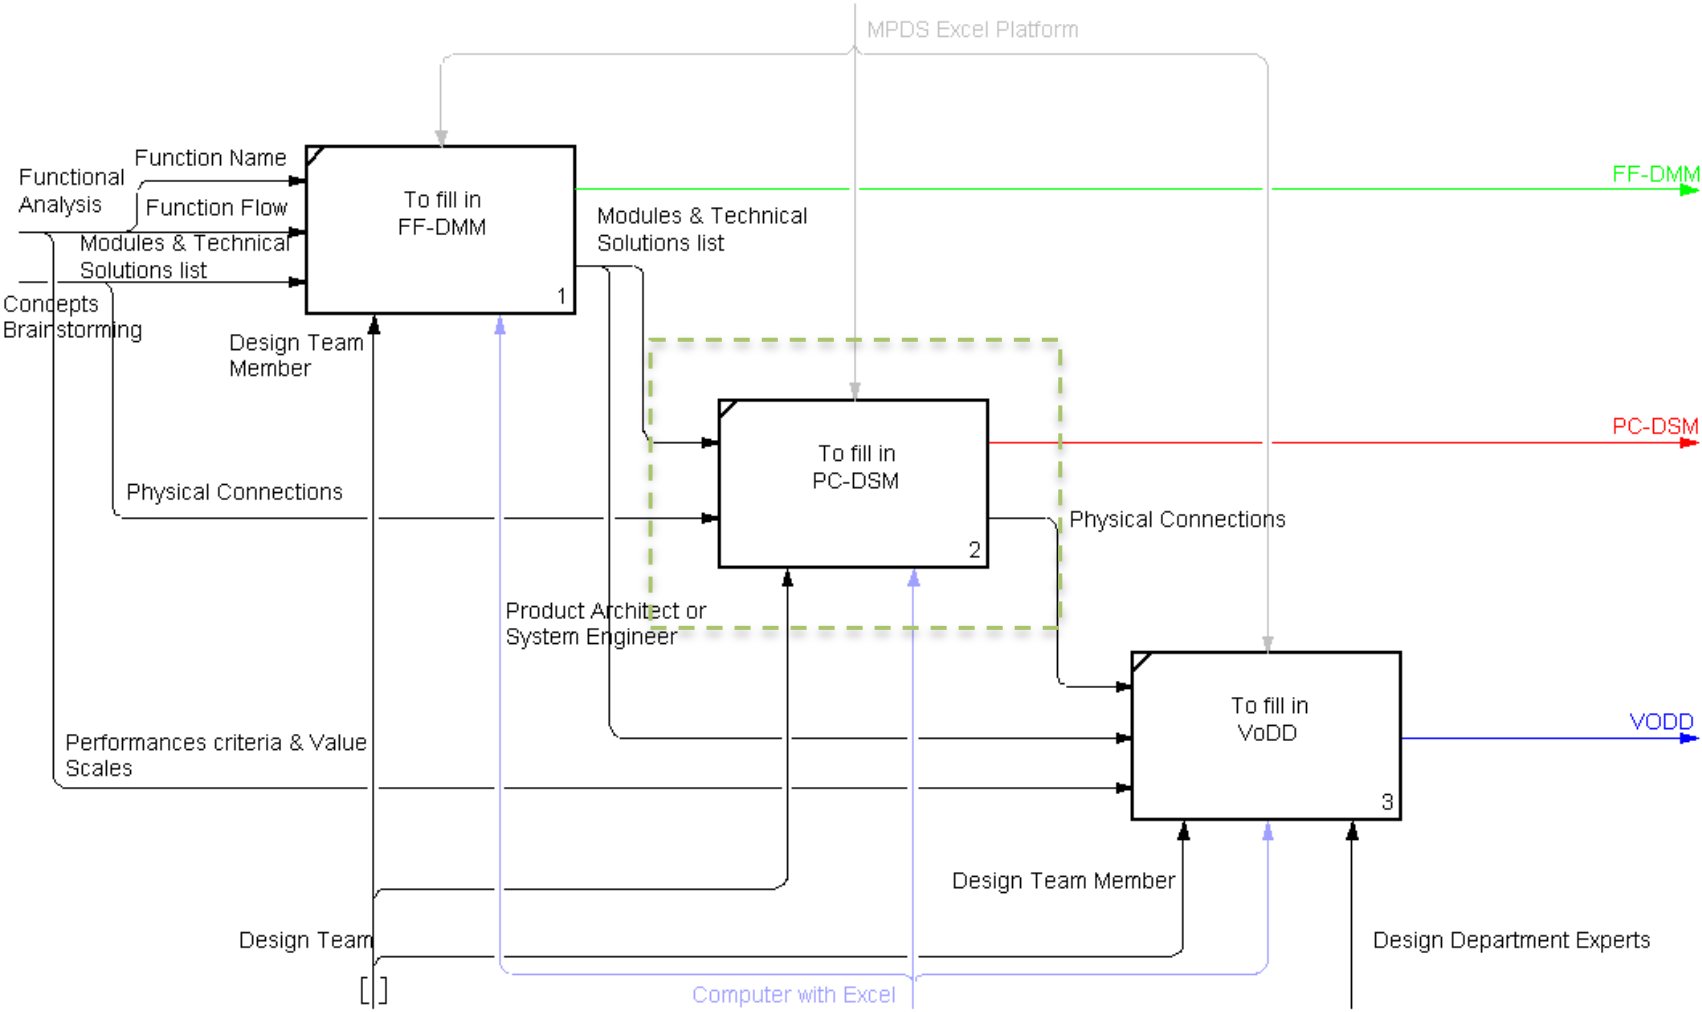 MPDS Excel Platform
Function Name
Functional
Analysis
Function Flow
Modules & Technical
Solutions list
Concepts
Brainstorming
To fill in
FF-DMM
1
FF-DMM
Modules & Technical
Solutions list
Design Team
Member
Physical Connections
To fill in
PC-DSM
2
PC-DSM
Physical Connections
Product Architect or
System Engineer
Performances criteria & Value
Scales
To fill in
VoDD
3
VODD
Design Team Member
Design Team
Design Department Experts
[ ]
Computer with Excel